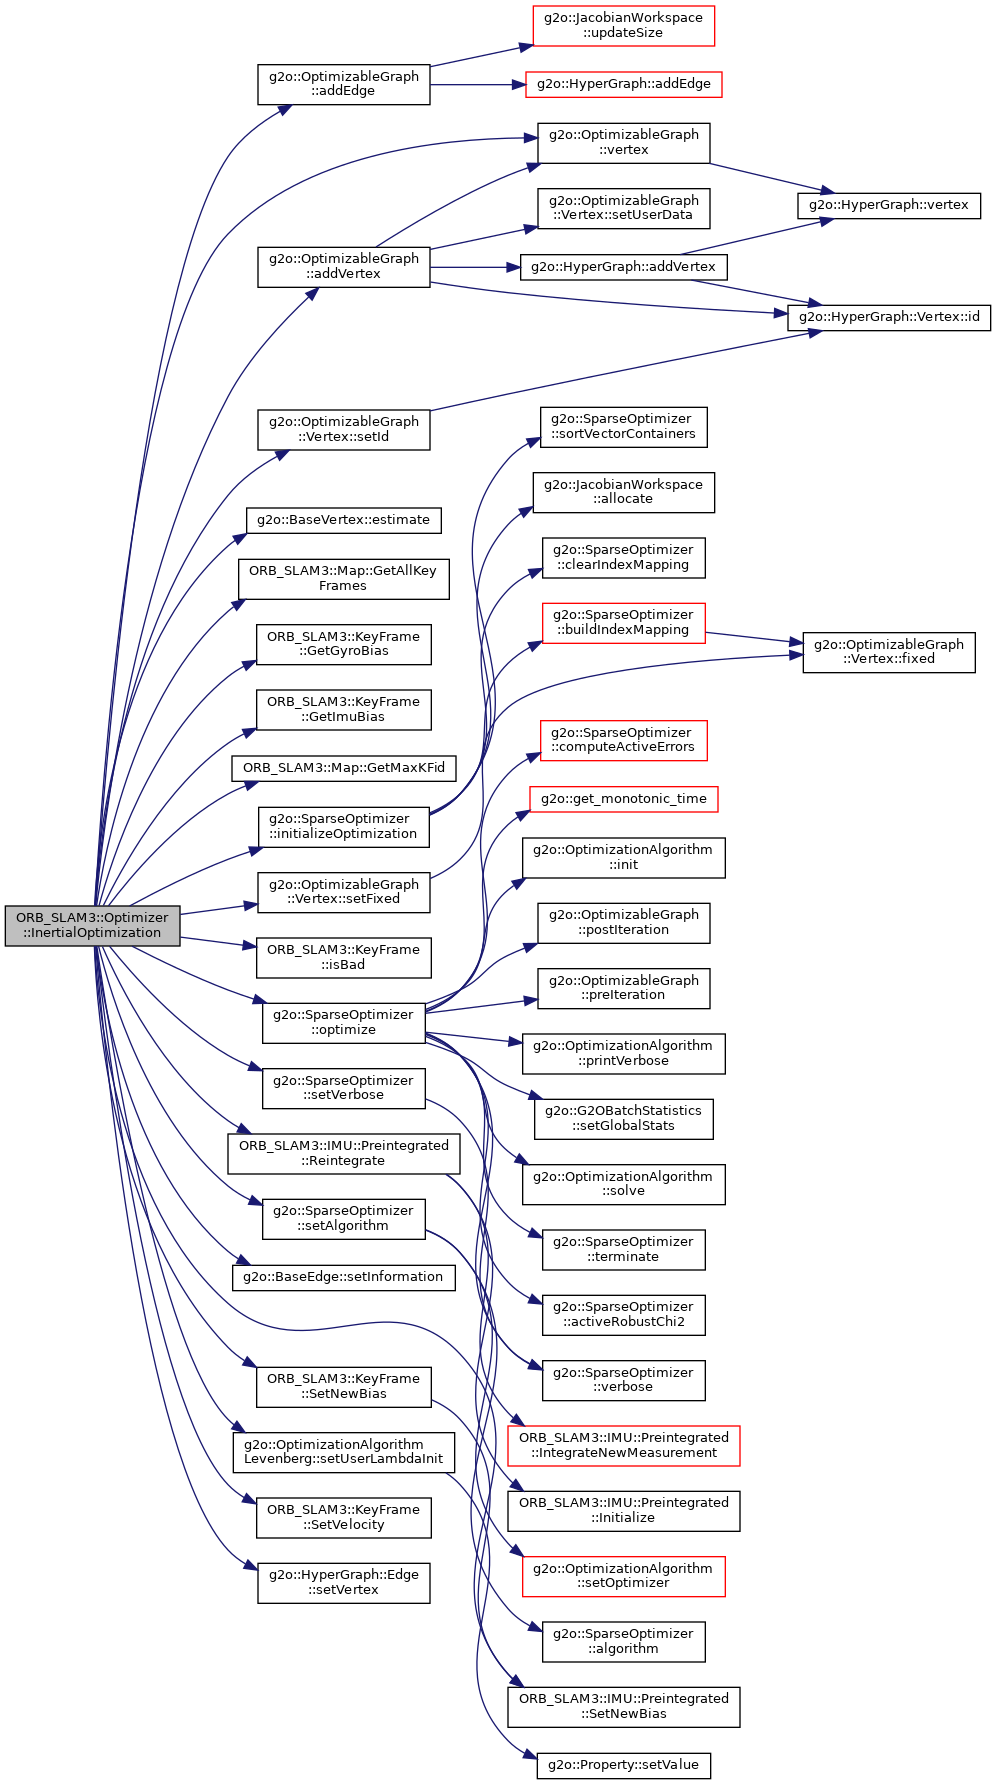 g2o::JacobianWorkspace
::updateSize
g2o::OptimizableGraph
::addEdge
g2o::HyperGraph::addEdge
g2o::OptimizableGraph
::vertex
g2o::OptimizableGraph
::Vertex::setUserData
g2o::HyperGraph::vertex
g2o::OptimizableGraph
::addVertex
g2o::HyperGraph::addVertex
g2o::HyperGraph::Vertex::id
g2o::OptimizableGraph
::Vertex::setId
g2o::SparseOptimizer
::sortVectorContainers
g2o::JacobianWorkspace
::allocate
g2o::BaseVertex::estimate
g2o::SparseOptimizer
::clearIndexMapping
ORB_SLAM3::Map::GetAllKey
Frames
g2o::SparseOptimizer
::buildIndexMapping
ORB_SLAM3::KeyFrame
::GetGyroBias
g2o::OptimizableGraph
::Vertex::fixed
ORB_SLAM3::KeyFrame
::GetImuBias
g2o::SparseOptimizer
::computeActiveErrors
ORB_SLAM3::Map::GetMaxKFid
g2o::get_monotonic_time
g2o::SparseOptimizer
::initializeOptimization
g2o::OptimizationAlgorithm
::init
g2o::OptimizableGraph
::Vertex::setFixed
ORB_SLAM3::Optimizer
::InertialOptimization
g2o::OptimizableGraph
::postIteration
ORB_SLAM3::KeyFrame
::isBad
g2o::OptimizableGraph
::preIteration
g2o::SparseOptimizer
::optimize
g2o::OptimizationAlgorithm
::printVerbose
g2o::SparseOptimizer
::setVerbose
g2o::G2OBatchStatistics
::setGlobalStats
ORB_SLAM3::IMU::Preintegrated
::Reintegrate
g2o::OptimizationAlgorithm
::solve
g2o::SparseOptimizer
::setAlgorithm
g2o::SparseOptimizer
::terminate
g2o::BaseEdge::setInformation
g2o::SparseOptimizer
::activeRobustChi2
ORB_SLAM3::KeyFrame
::SetNewBias
g2o::SparseOptimizer
::verbose
g2o::OptimizationAlgorithm
Levenberg::setUserLambdaInit
ORB_SLAM3::IMU::Preintegrated
::IntegrateNewMeasurement
ORB_SLAM3::KeyFrame
::SetVelocity
ORB_SLAM3::IMU::Preintegrated
::Initialize
g2o::HyperGraph::Edge
::setVertex
g2o::OptimizationAlgorithm
::setOptimizer
g2o::SparseOptimizer
::algorithm
ORB_SLAM3::IMU::Preintegrated
::SetNewBias
g2o::Property::setValue